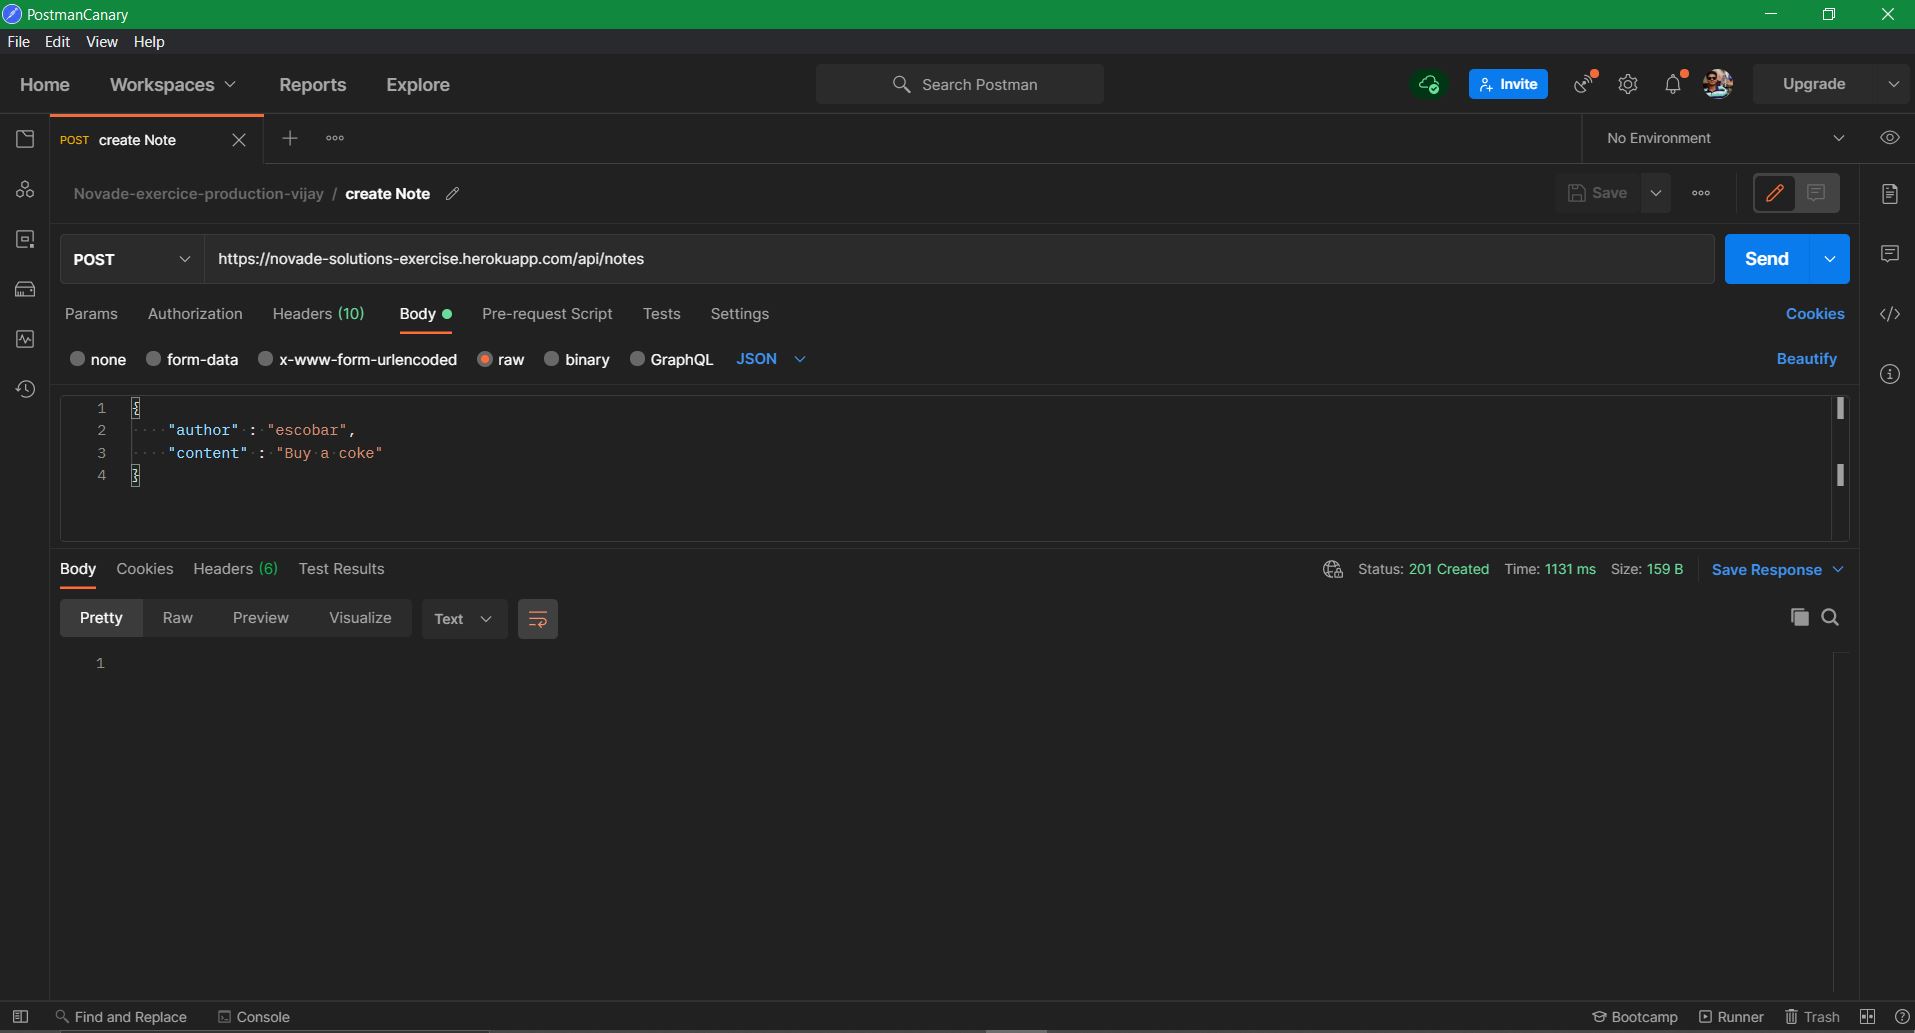 PostmanCanary
File Edit View Help
Home Workspaces Reports Explore Search Postman Invite Upgrade
POST create Note No Environment
Novade-exercice-production-vijay / create Note Save
POST https://novade-solutions-exercise.herokuapp.com/api/notes Send
Params Authorization Headers (10) Body Pre-request Script Tests Settings Cookies
none form-data x-www-form-urlencoded raw binary GraphQL JSON Beautify
1 {
2 "author" : "escobar",
3 "content" : "Buy a coke"
4 }
Body Cookies Headers (6) Test Results Status: 201 Created Time: 1131 ms Size: 159 B Save Response
Pretty Raw Preview Visualize Text
1
Find and Replace Console Bootcamp Runner Trash